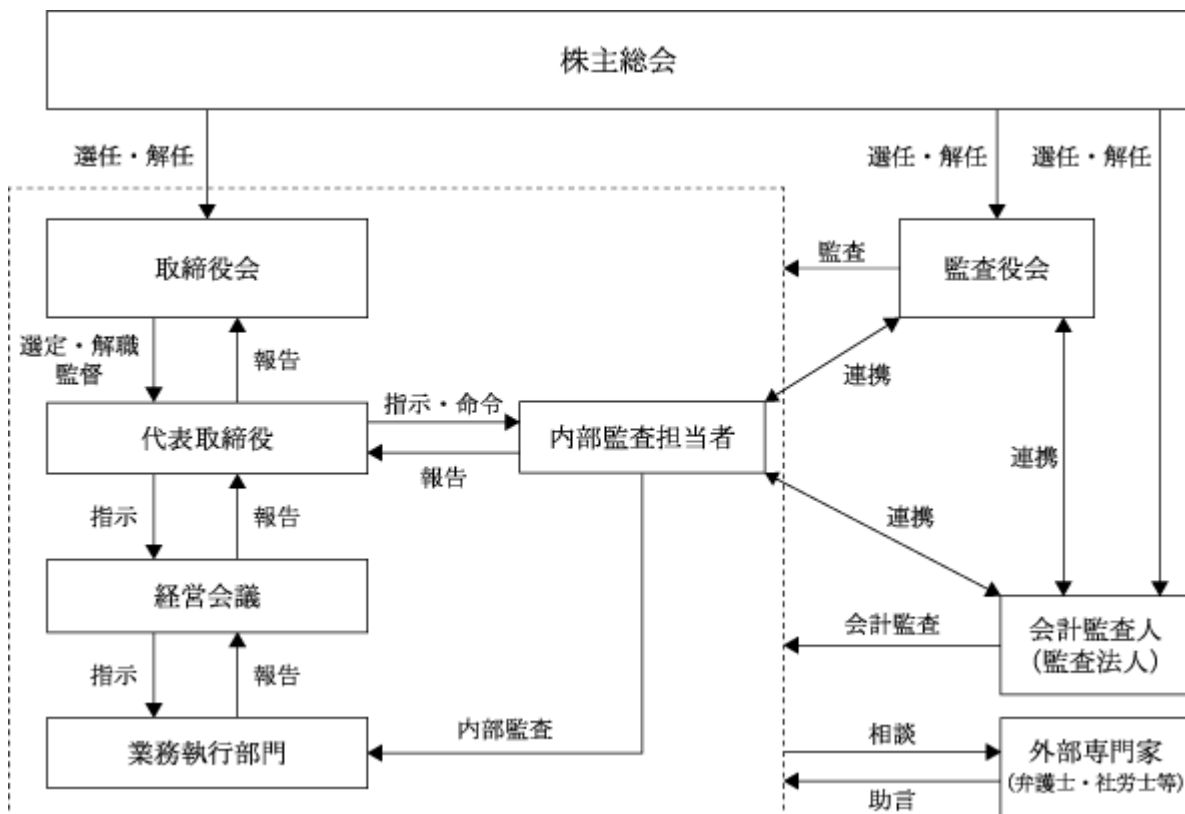 株主総会
選任・解任
選任・解任
選任・解任
取締役会
監査
監査役会
選定・解職
監督
報告
連携
代表取締役
指示・命令
報告
内部監査担当者
連携
指示
報告
連携
経営会議
会計監査
会計監査人
(監査法人)
指示
報告
業務執行部門
内部監査
相談
助言
外部専門家
(弁護士・社労士等)